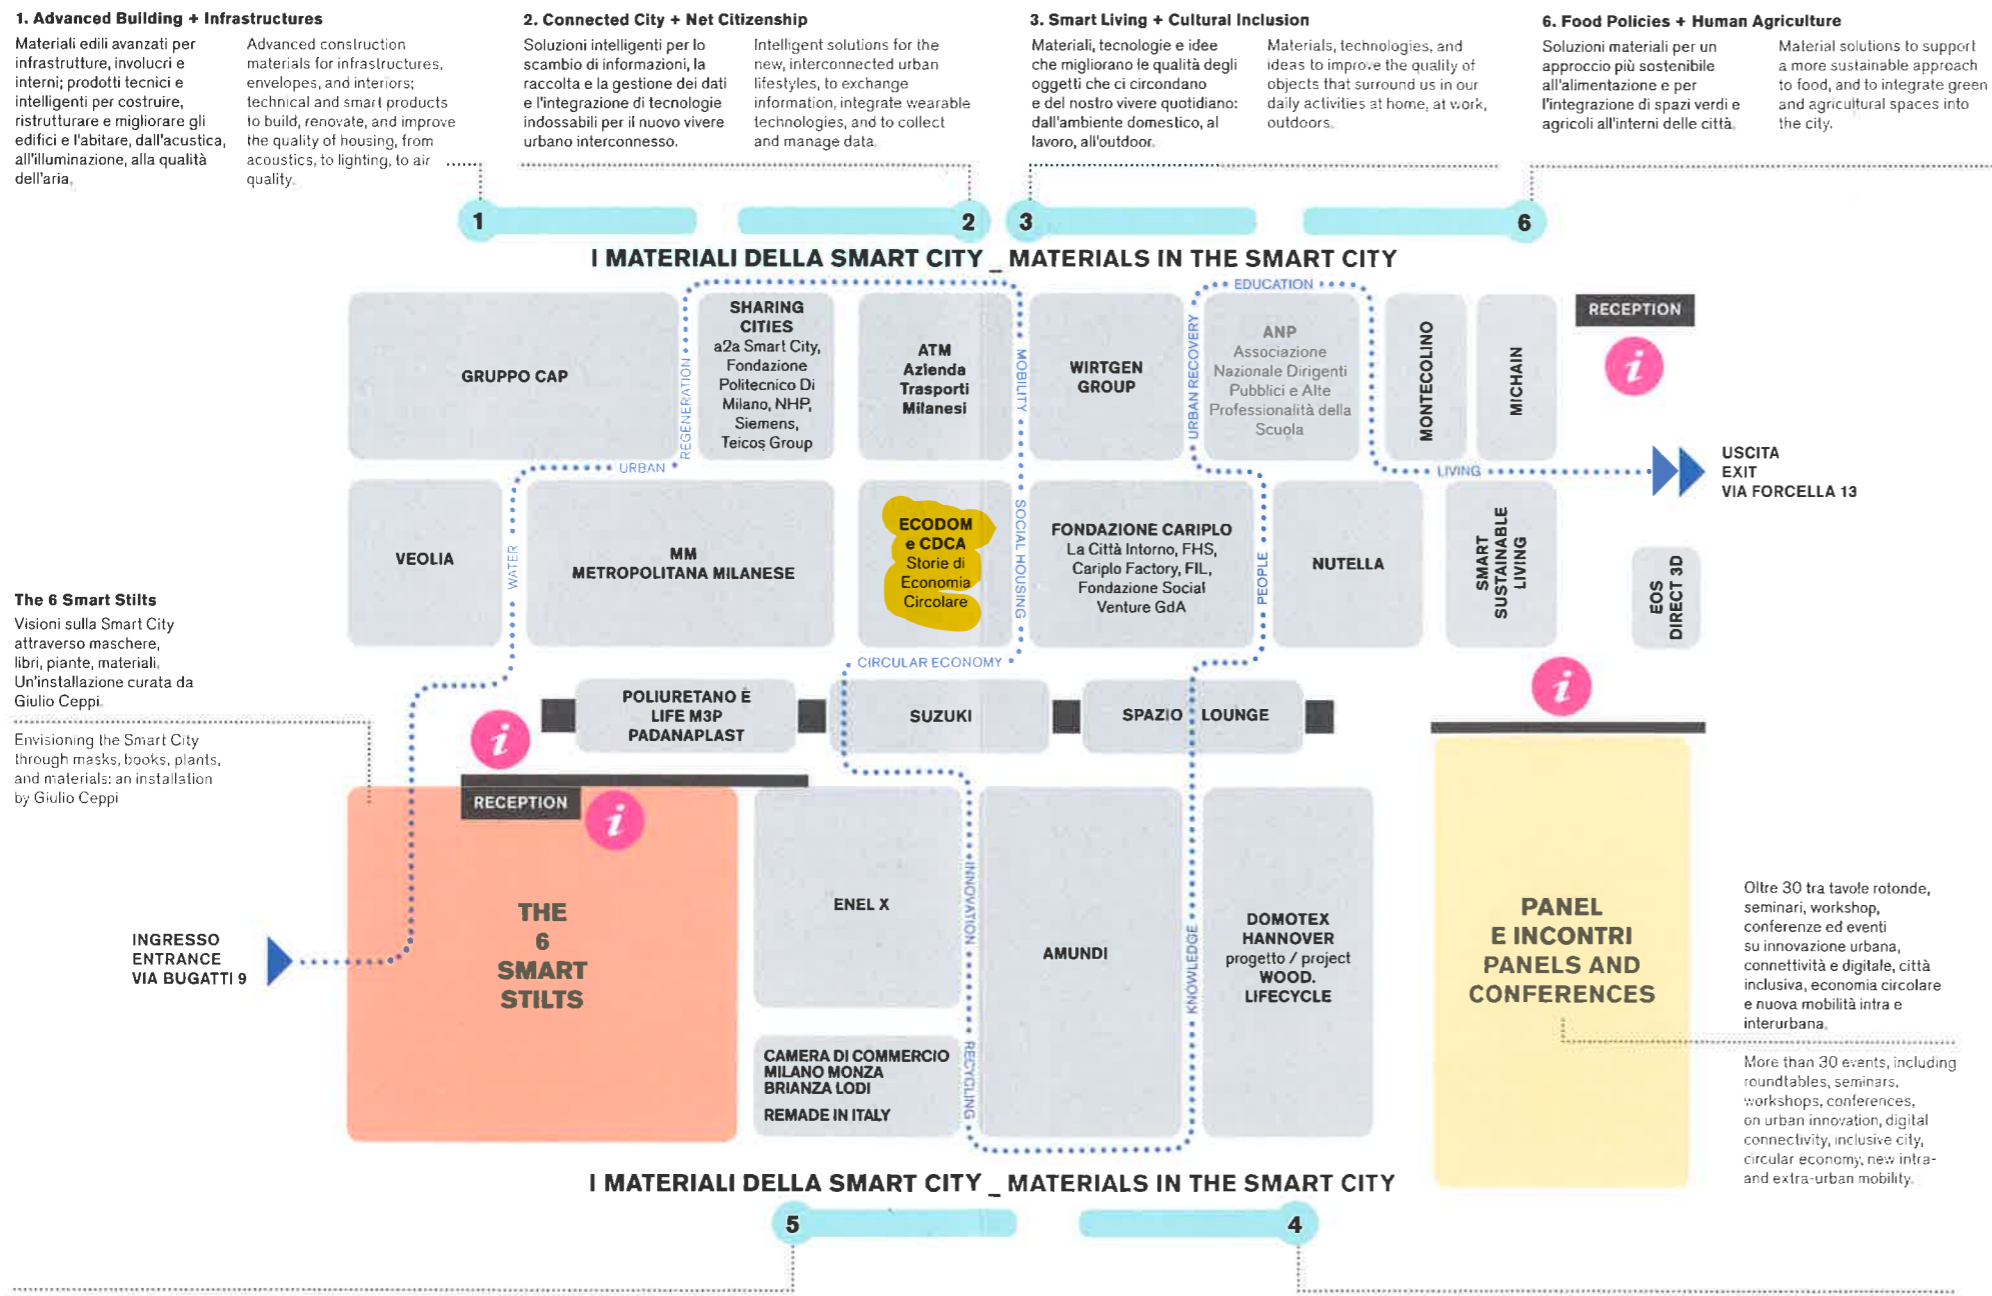 1. Advanced Building + Infrastructures
Materiali edili avanzati per
infrastrutture, involucri e
interni; prodotti tecnici e
intelligenti per costruire,
ristrutturare e migliorare gli
edifici e l'abitare, dall'acustica,
all'illuminazione, alla qualità
dell'aria.
Advanced construction
materials for infrastructures,
envelopes, and interiors;
technical and smart products
to build, renovate, and improve
the quality of housing, from
acoustics, to lighting, to air
quality.
2. Connected City + Net Citizenship
Soluzioni intelligenti per lo
scambio di informazioni, la
raccolta e la gestione dei dati
e l'integrazione di tecnologie
indossabili per il nuovo vivere
urbano interconnesso.
Intelligent solutions for the
new, interconnected urban
lifestyles, to exchange
information, integrate wearable
technologies, and to collect
and manage data.
3. Smart Living + Cultural Inclusion
Materiali, tecnologie e idee
che migliorano le qualità degli
oggetti che ci circondano
e del nostro vivere quotidiano:
dall'ambiente domestico, al
lavoro, all'outdoor.
Materials, technologies, and
ideas to improve the quality of
objects that surround us in our
daily activities at home, at work,
outdoors.
6. Food Policies + Human Agriculture
Soluzioni materiali per un
approccio più sostenibile
all'alimentazione e per
l'integrazione di spazi verdi e
agricoli all'interni delle città.
Material solutions to support
a more sustainable approach
to food, and to integrate green
and agricultural spaces into
the city.
1
2
3
6
I MATERIALI DELLA SMART CITY _ MATERIALS IN THE SMART CITY
GRUPPO CAP
REGENERATION
URBAN
SHARING
CITIES
a2a Smart City,
Fondazione
Politecnico Di
Milano, NHP,
Siemens,
Teicos Group
ATM
Azienda
Trasporti
Milanesi
MOBILITY
WIRTGEN
GROUP
URBAN RECOVERY
EDUCATION
ANP
Associazione
Nazionale Dirigenti
Pubblici e Alte
Professionalità della
Scuola
MONTECOLINO
MICHAIN
RECEPTION
i
LIVING
USCITA
EXIT
VIA FORCELLA 13
VEOLIA
WATER
MM
METROPOLITANA MILANESE
ECODOM
e CDCA
Storie di
Economia
Circolare
SOCIAL HOUSING
FONDAZIONE CARIPLO
La Città Intorno, FHS,
Cariplo Factory, FIL,
Fondazione Social
Venture GdA
PEOPLE
NUTELLA
SMART
SUSTAINABLE
LIVING
EOS
DIRECT 3D
The 6 Smart Stilts
Visioni sulla Smart City
attraverso maschere,
libri, piante, materiali.
Un'installazione curata da
Giulio Ceppi.
Envisioning the Smart City
through masks, books, plants,
and materials: an installation
by Giulio Ceppi
CIRCULAR ECONOMY
i
POLIURETANO È
LIFE M3P
PADANAPLAST
SUZUKI
SPAZIO LOUNGE
i
RECEPTION
i
THE
6
SMART
STILTS
INGRESSO
ENTRANCE
VIA BUGATTI 9
ENEL X
INNOVATION
AMUNDI
KNOWLEDGE
DOMOTEX
HANNOVER
progetto / project
WOOD.
LIFECYCLE
CAMERA DI COMMERCIO
MILANO MONZA
BRIANZA LODI
REMADE IN ITALY
RECYCLING
PANEL
E INCONTRI
PANELS AND
CONFERENCES
Oltre 30 tra tavole rotonde,
seminari, workshop,
conferenze ed eventi
su innovazione urbana,
connettività e digitale, città
inclusiva, economia circolare
e nuova mobilità intra e
interurbana.
More than 30 events, including
roundtables, seminars,
workshops, conferences,
on urban innovation, digital
connectivity, inclusive city,
circular economy, new intra-
and extra-urban mobility.
I MATERIALI DELLA SMART CITY _ MATERIALS IN THE SMART CITY
5
4